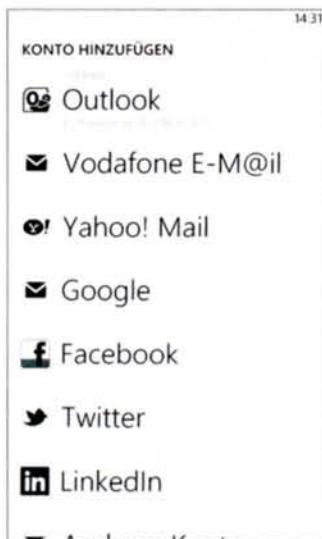 14:31
KONTO HINZUFÜGEN
Outlook
Vodafone E-M@il
Yahoo! Mail
Google
Facebook
Twitter
LinkedIn